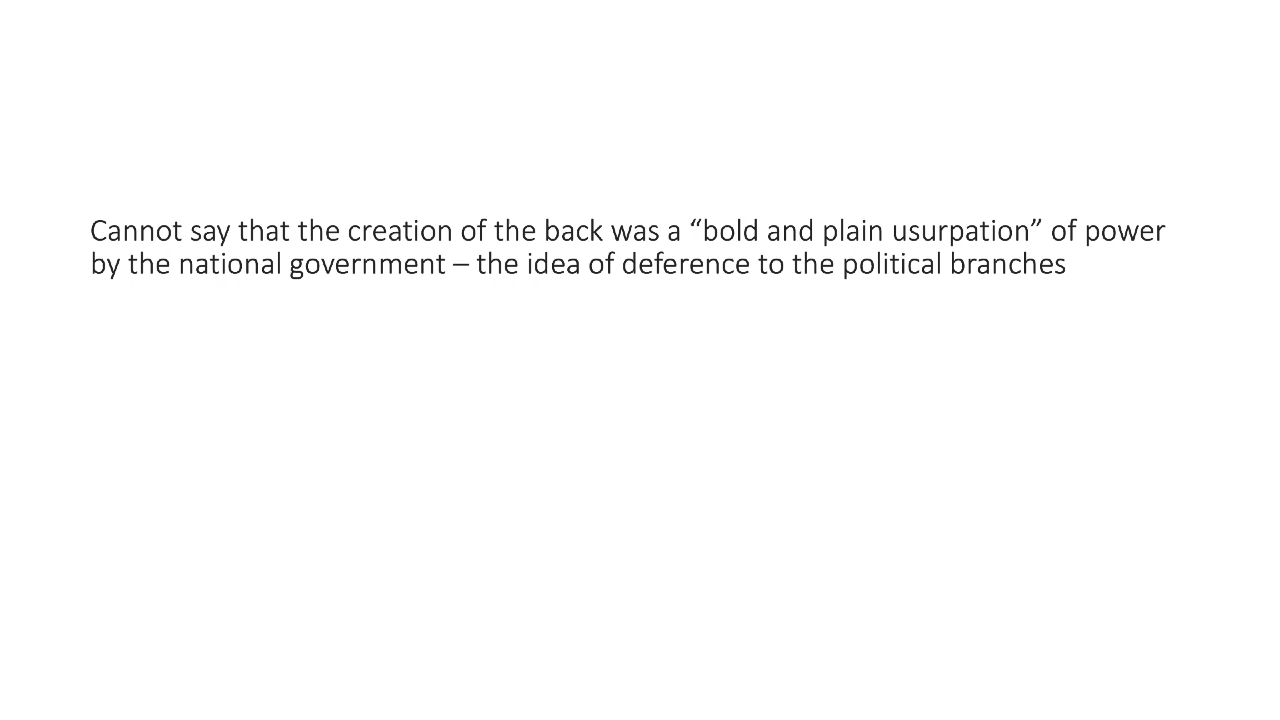 Cannot say that the creation of the back was a “bold and plain usurpation” of power
by the national government – the idea of deference to the political branches